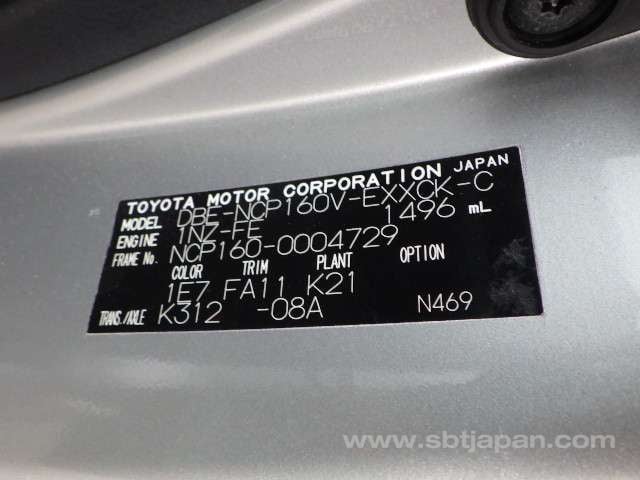 TOYOTA MOTOR CORPORATION JAPAN
MODEL DBE-NCP160V-EXXCK-C
ENGINE 1NZ-FE 1496 mL
FRAME No. NCP160-0004729
COLOR TRIM PLANT OPTION
1E7 FA11 K21
TRANS./AXLE K312 -08A N469
www.sbtjapan.com